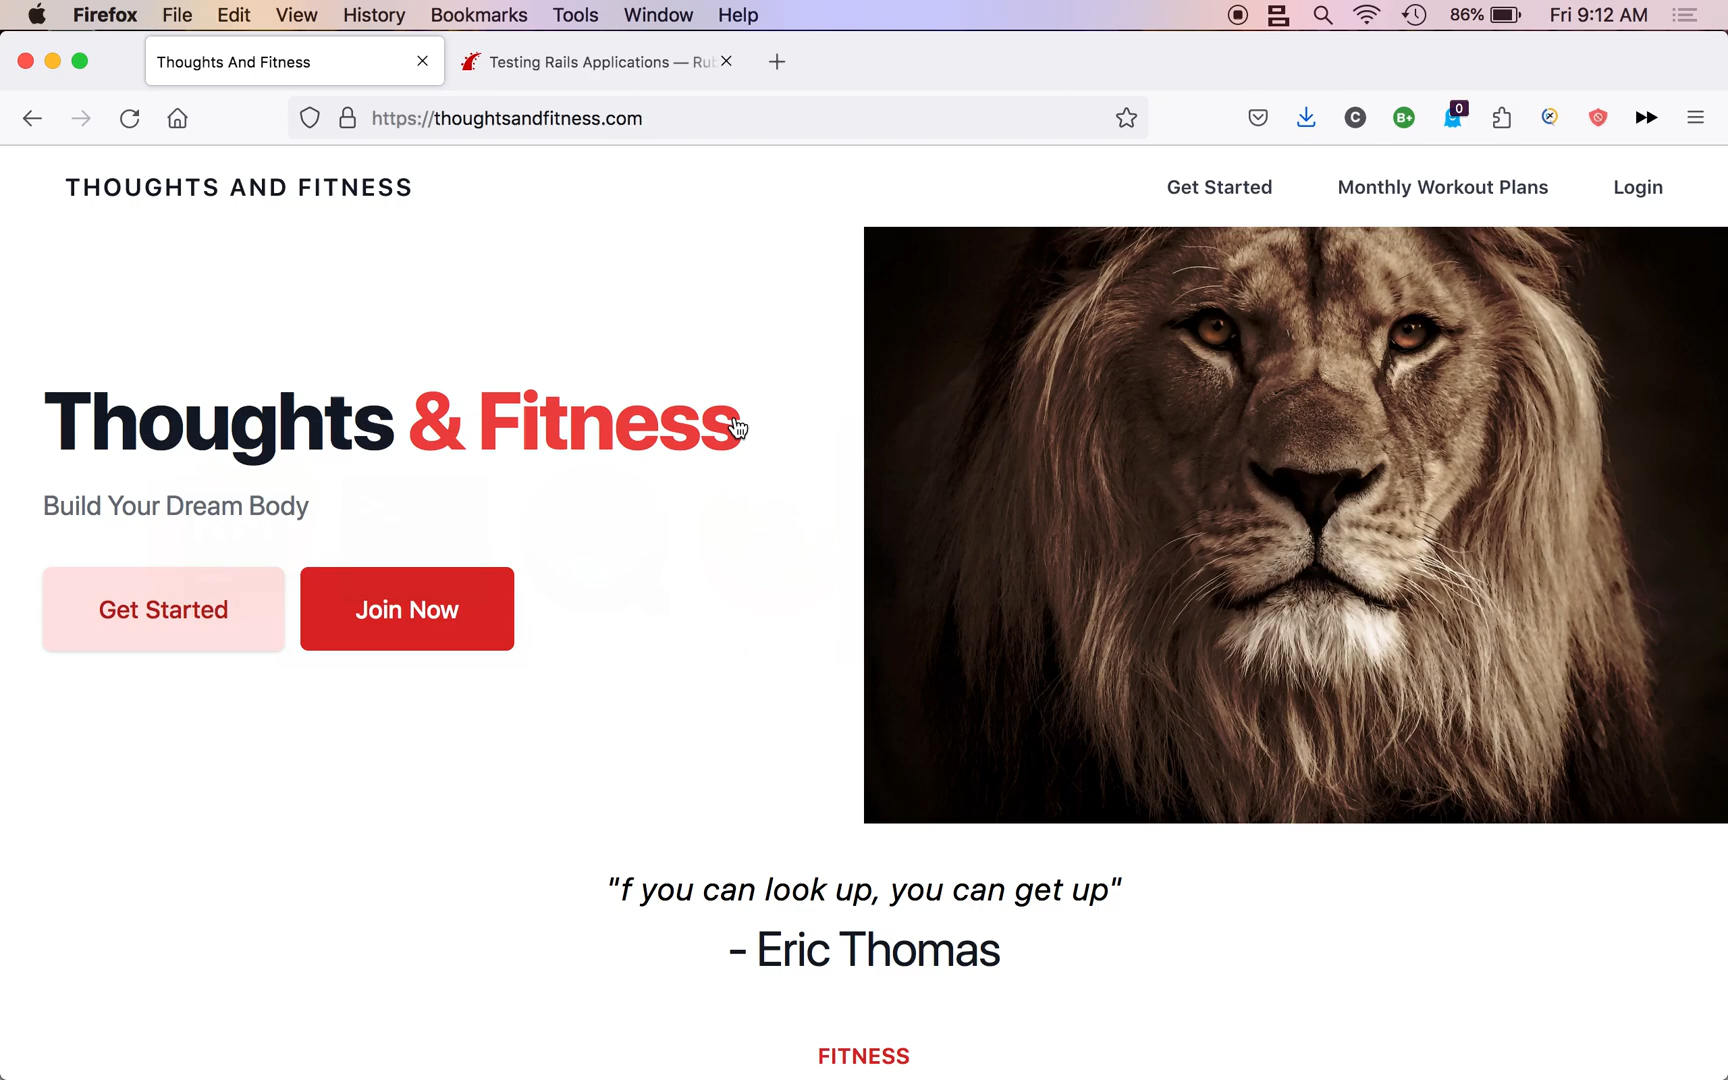 Firefox File Edit View History Bookmarks Tools Window Help 86% Fri 9:12 AM
Thoughts And Fitness
Testing Rails Applications — Ru
https://thoughtsandfitness.com
C B+ 0
THOUGHTS AND FITNESS
Get Started Monthly Workout Plans Login
Thoughts & Fitness
Build Your Dream Body
Get Started Join Now
"f you can look up, you can get up"
- Eric Thomas
FITNESS